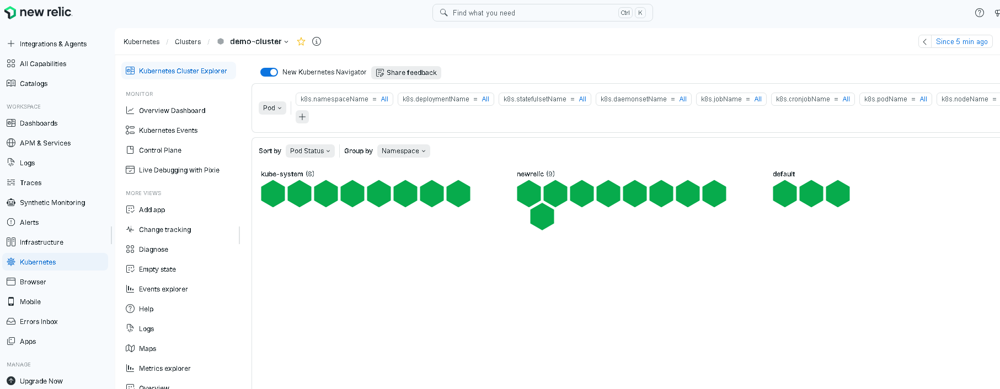 new relic.
Find what you need
Ctrl K
Integrations & Agents
All Capabilities
Catalogs
WORKSPACE
Dashboards
APM & Services
Logs
Traces
Synthetic Monitoring
Alerts
Infrastructure
Kubernetes
Browser
Mobile
Errors Inbox
Apps
MANAGE
Upgrade Now
Kubernetes / Clusters / demo-cluster
Since 5 min ago
Kubernetes Cluster Explorer
MONITOR
Overview Dashboard
Kubernetes Events
Control Plane
Live Debugging with Pixie
MORE VIEWS
Add app
Change tracking
Diagnose
Empty state
Events explorer
Help
Logs
Maps
Metrics explorer
Overview
New Kubernetes Navigator
Share feedback
Pod
k8s.namespaceName = All
k8s.deploymentName = All
k8s.statefulsetName = All
k8s.daemonsetName = All
k8s.jobName = All
k8s.cronjobName = All
k8s.podName = All
k8s.nodeName =
Sort by Pod Status
Group by Namespace
kube-system (8)
newrelic (9)
default